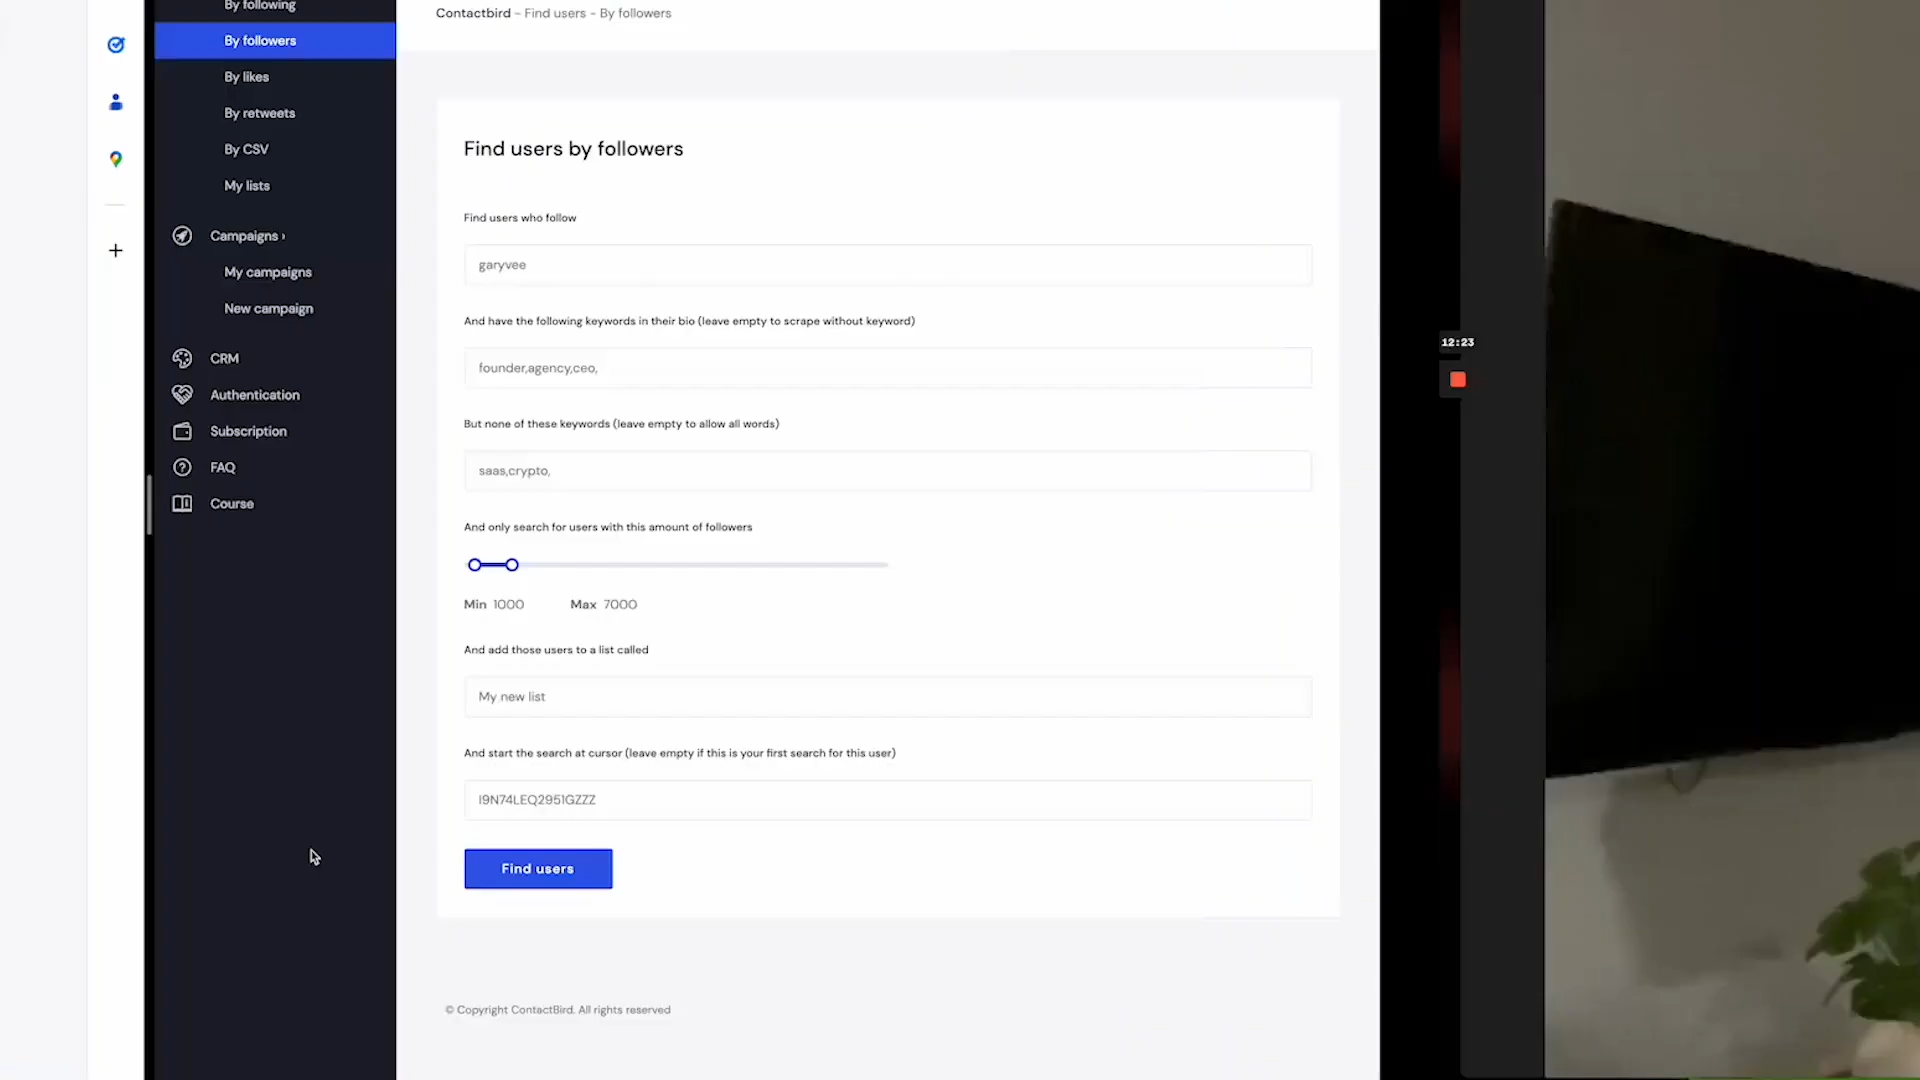 By following
By followers
By likes
By retweets
By CSV
My lists
Campaigns ›
My campaigns
New campaign
CRM
Authentication
Subscription
FAQ
Course
Contactbird - Find users - By followers
Find users by followers
Find users who follow
garyvee
And have the following keywords in their bio (leave empty to scrape without keyword)
founder,agency,ceo,
But none of these keywords (leave empty to allow all words)
saas,crypto,
And only search for users with this amount of followers
Min 1000 Max 7000
And add those users to a list called
My new list
And start the search at cursor (leave empty if this is your first search for this user)
I9N74LEQ2951GZZZ
Find users
© Copyright ContactBird. All rights reserved
12:23